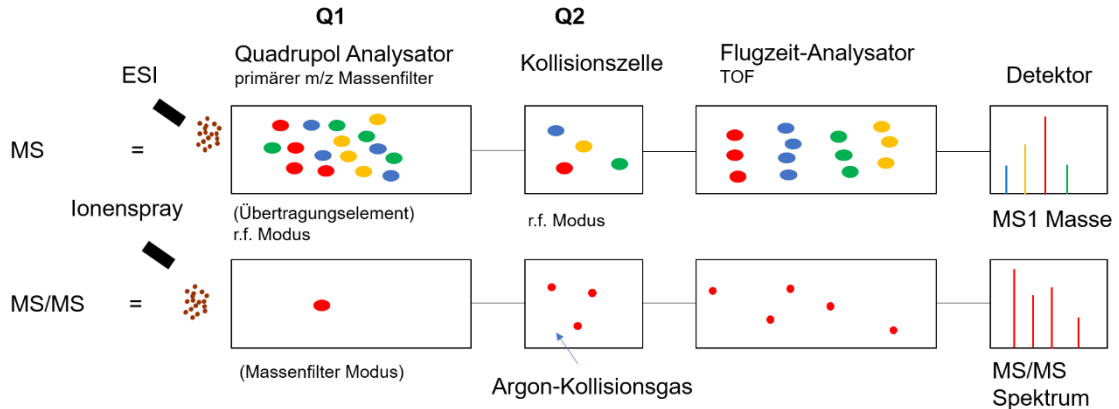 Q1
Q2
Quadrupol Analysator
primärer m/z Massenfilter
Kollisionszelle
Flugzeit-Analysator
TOF
ESI
Detektor
MS
=
Ionenspray
(Übertragungselement)
r.f. Modus
r.f. Modus
MS1 Masse
MS/MS
=
(Massenfilter Modus)
Argon-Kollisionsgas
MS/MS
Spektrum